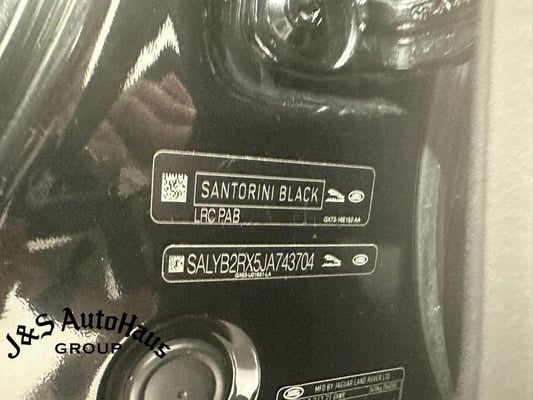 SANTORINI BLACK
LRC PAB
SALYB2RX5JA743704
J&S AutoHaus
GROUP
MFD BY JAGUAR LAND ROVER LTD